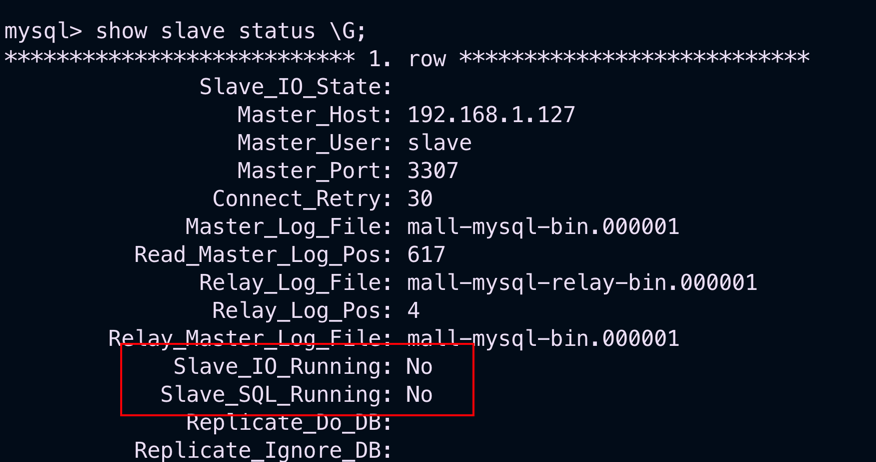 mysql> show slave status \G;
*************************** 1. row ***************************
Slave_IO_State:
Master_Host: 192.168.1.127
Master_User: slave
Master_Port: 3307
Connect_Retry: 30
Master_Log_File: mall-mysql-bin.000001
Read_Master_Log_Pos: 617
Relay_Log_File: mall-mysql-relay-bin.000001
Relay_Log_Pos: 4
Relay_Master_Log_File: mall-mysql-bin.000001
Slave_IO_Running: No
Slave_SQL_Running: No
Replicate_Do_DB:
Replicate_Ignore_DB: